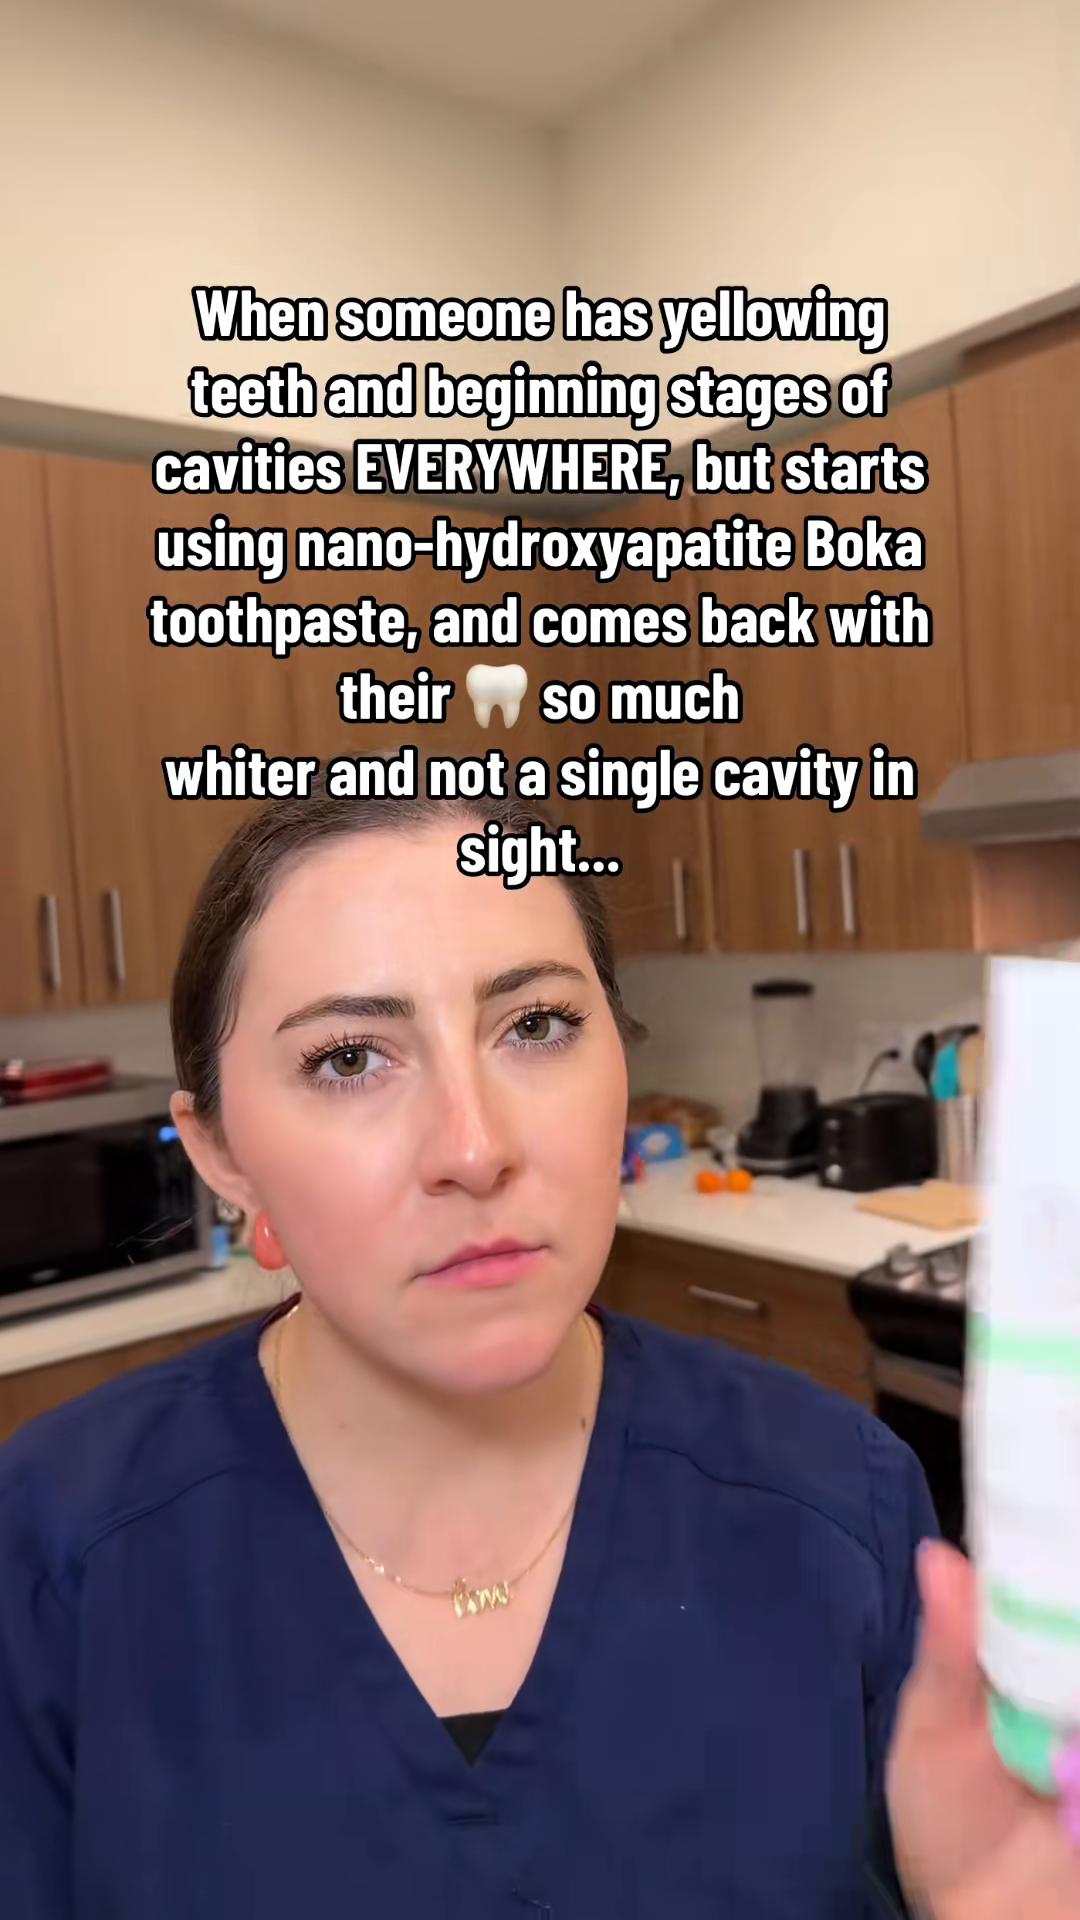 When someone has yellowing
teeth and beginning stages of
cavities EVERYWHERE, but starts
using nano-hydroxyapatite Boka
toothpaste, and comes back with
their 🦷 so much
whiter and not a single cavity in
sight...